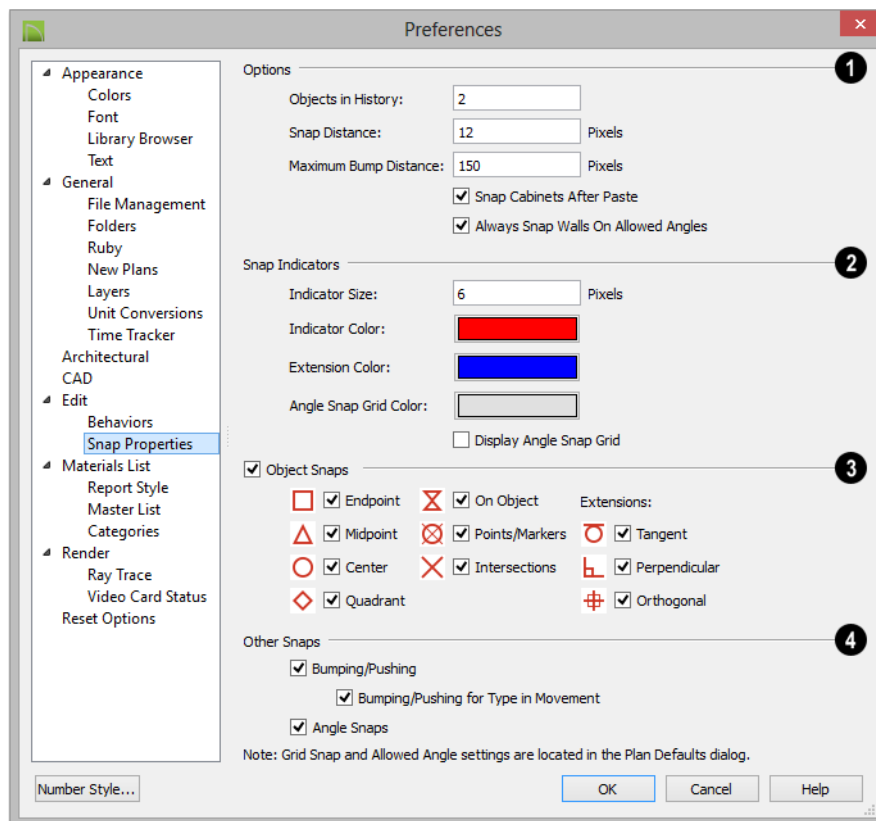 Preferences
Appearance
Colors
Font
Library Browser
Text
General
File Management
Folders
Ruby
New Plans
Layers
Unit Conversions
Time Tracker
Architectural
CAD
Edit
Behaviors
Snap Properties
Materials List
Report Style
Master List
Categories
Render
Ray Trace
Video Card Status
Reset Options
Options 1
Objects in History: 2
Snap Distance: 12 Pixels
Maximum Bump Distance: 150 Pixels
Snap Cabinets After Paste
Always Snap Walls On Allowed Angles
Snap Indicators 2
Indicator Size: 6 Pixels
Indicator Color:
Extension Color:
Angle Snap Grid Color:
Display Angle Snap Grid
Object Snaps 3
Endpoint On Object Extensions:
Midpoint Points/Markers Tangent
Center Intersections Perpendicular
Quadrant Orthogonal
Other Snaps 4
Bumping/Pushing
Bumping/Pushing for Type in Movement
Angle Snaps
Note: Grid Snap and Allowed Angle settings are located in the Plan Defaults dialog.
Number Style... OK Cancel Help